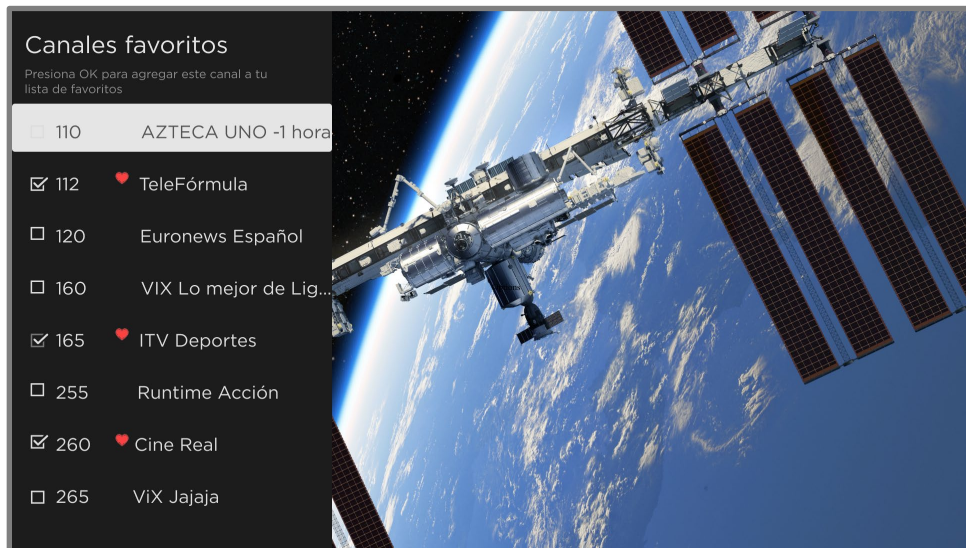 Canales favoritos
Presiona OK para agregar este canal a tu
lista de favoritos
110 AZTECA UNO -1 hora
112 TeleFórmula
120 Euronews Español
160 VIX Lo mejor de Lig...
165 ITV Deportes
255 Runtime Acción
260 Cine Real
265 ViX Jajaja